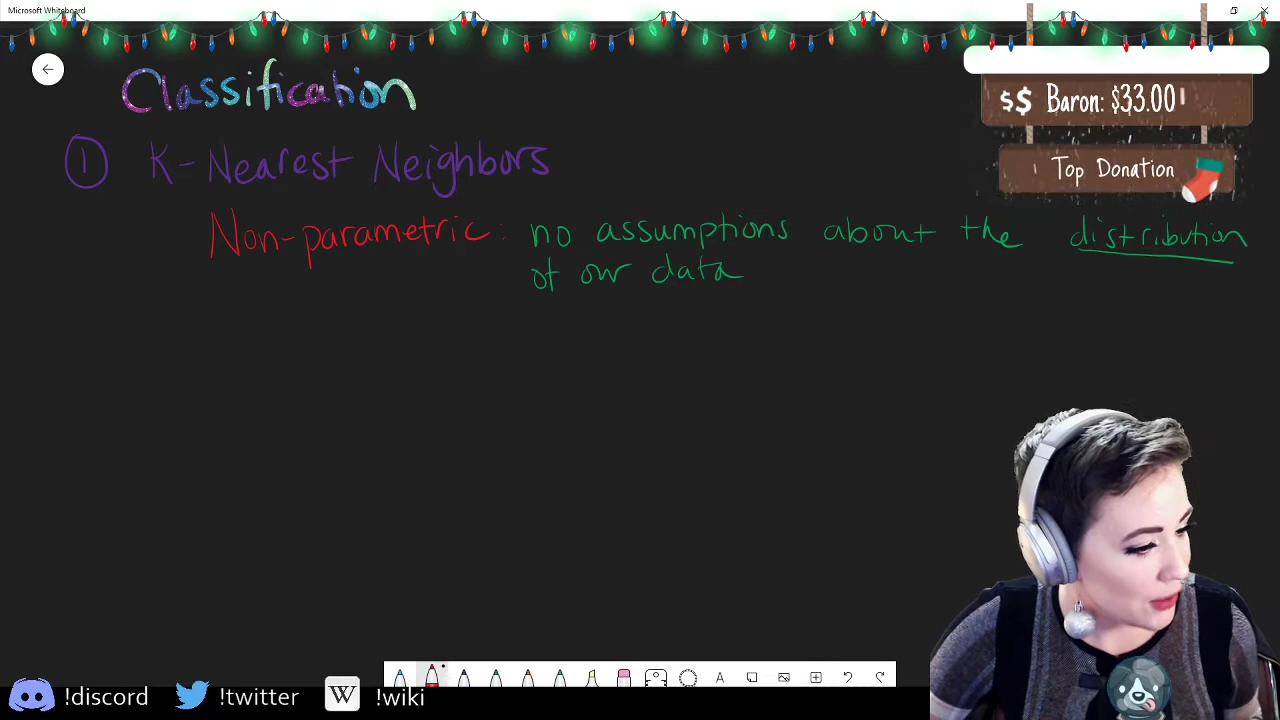 Microsoft Whiteboard
Classification
$$ Baron: $33.00
① K-Nearest Neighbors
Top Donation
Non-parametric: no assumptions about the distribution
of our data
A
!discord
!twitter
W !wiki